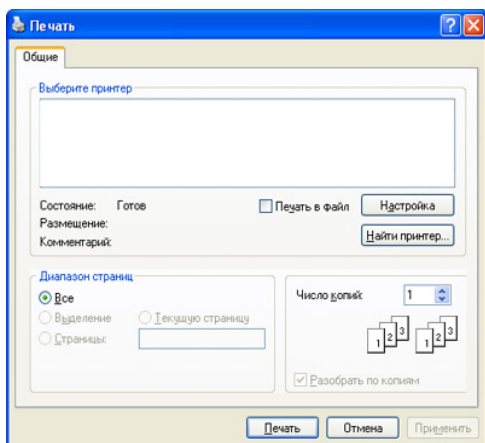 Печать
Общие
Выберите принтер
Состояние: Готов
Размещение:
Комментарий:
Печать в файл
Настройка
Найти принтер...
Диапазон страниц
Все
Выделение
Текущую страницу
Страницы:
Число копий:
1
1 2 3 1 2 3
Разобрать по копиям
Печать
Отмена
Применить